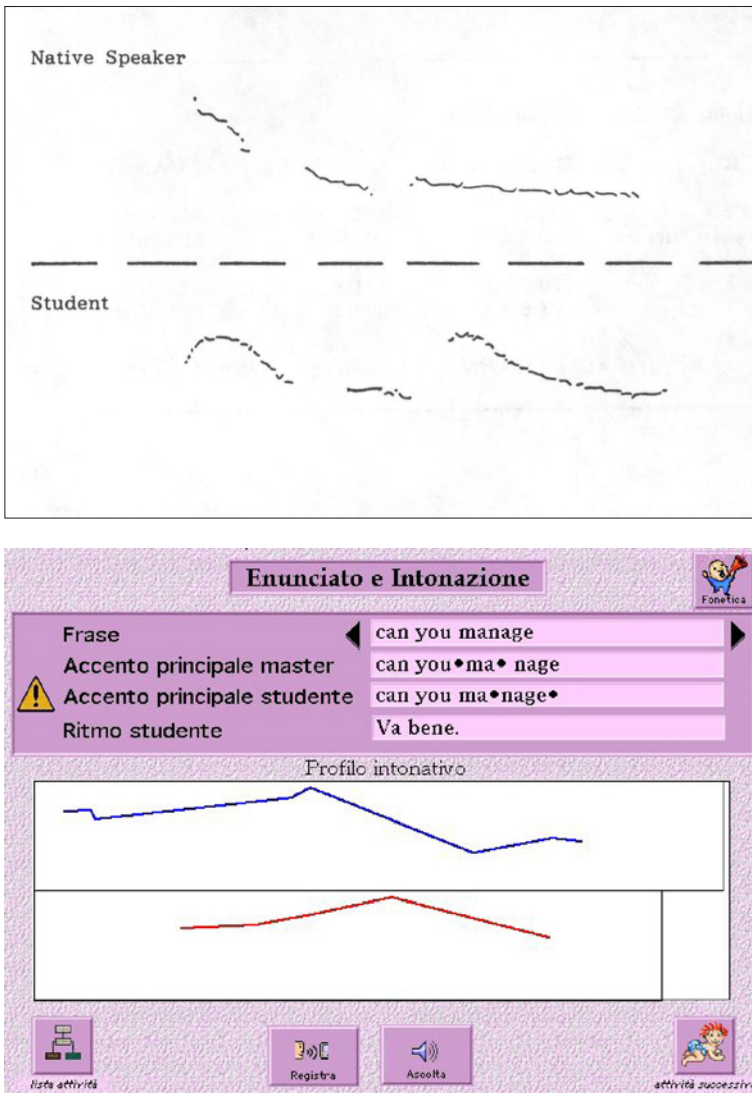 Native Speaker
Student
Enunciato e Intonazione
Fonetica
Frase
can you manage
Accento principale master
can you•ma• nage
Accento principale studente
can you ma•nage•
Ritmo studente
Va bene.
Profilo intonativo
lista attività
Registra
Ascolta
attività successiv